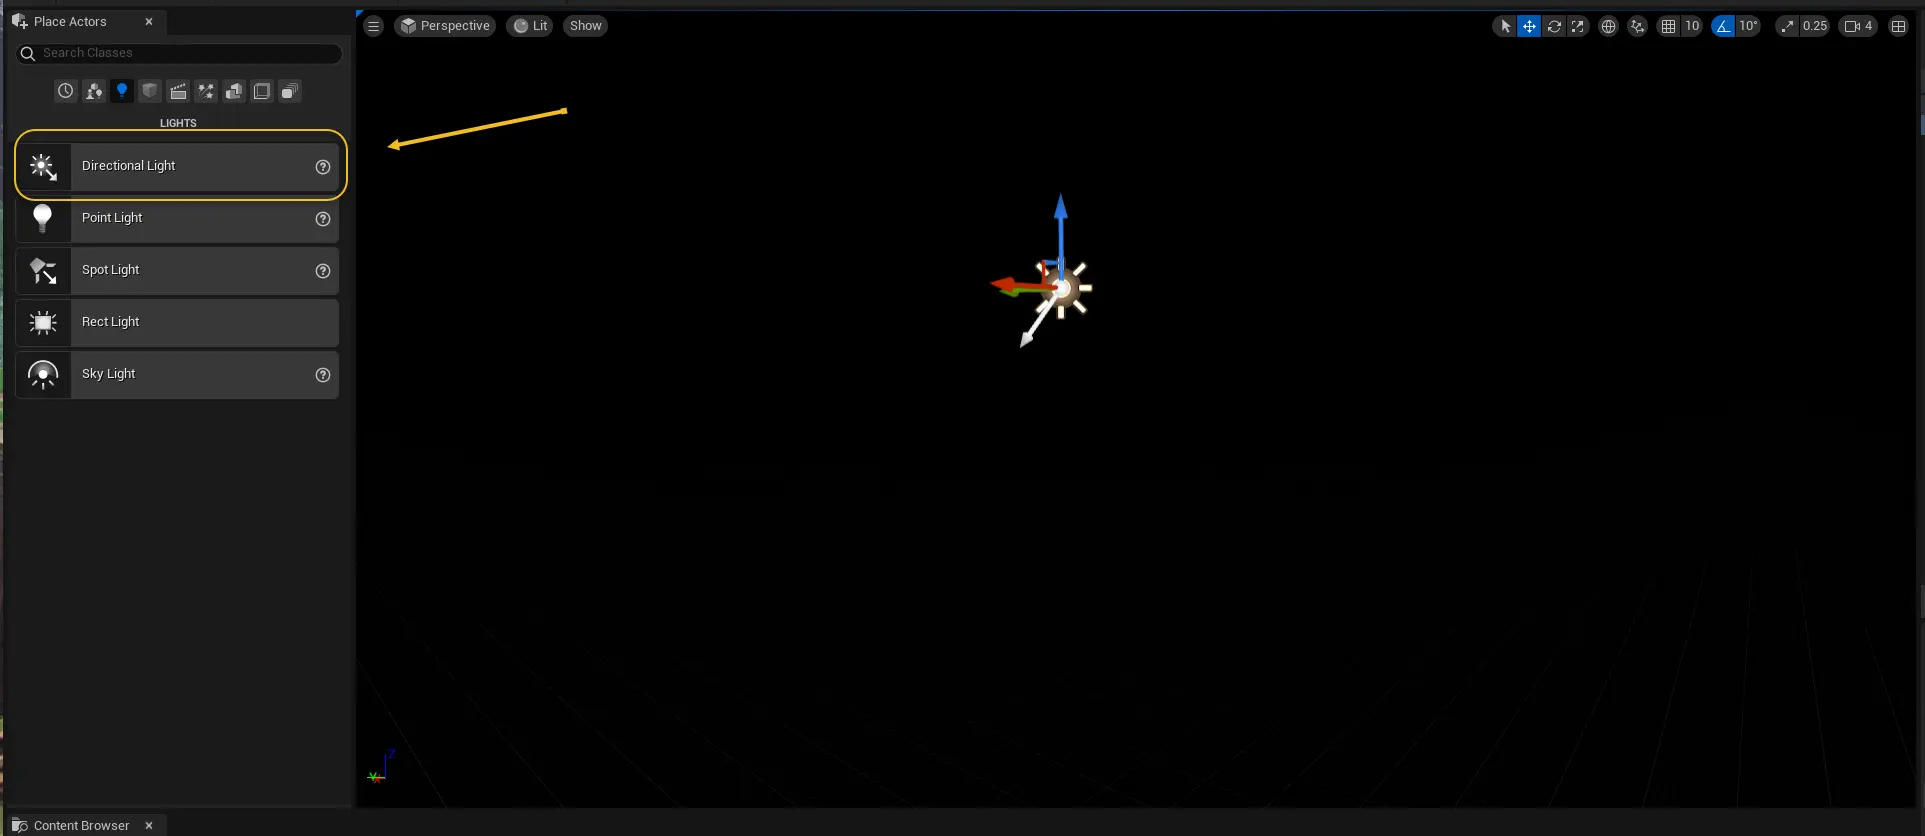 Place Actors
Perspective
Lit
Show
10
10°
0.25
4
Search Classes
LIGHTS
Directional Light
Point Light
Spot Light
Rect Light
Sky Light
Z
Y
X
Content Browser